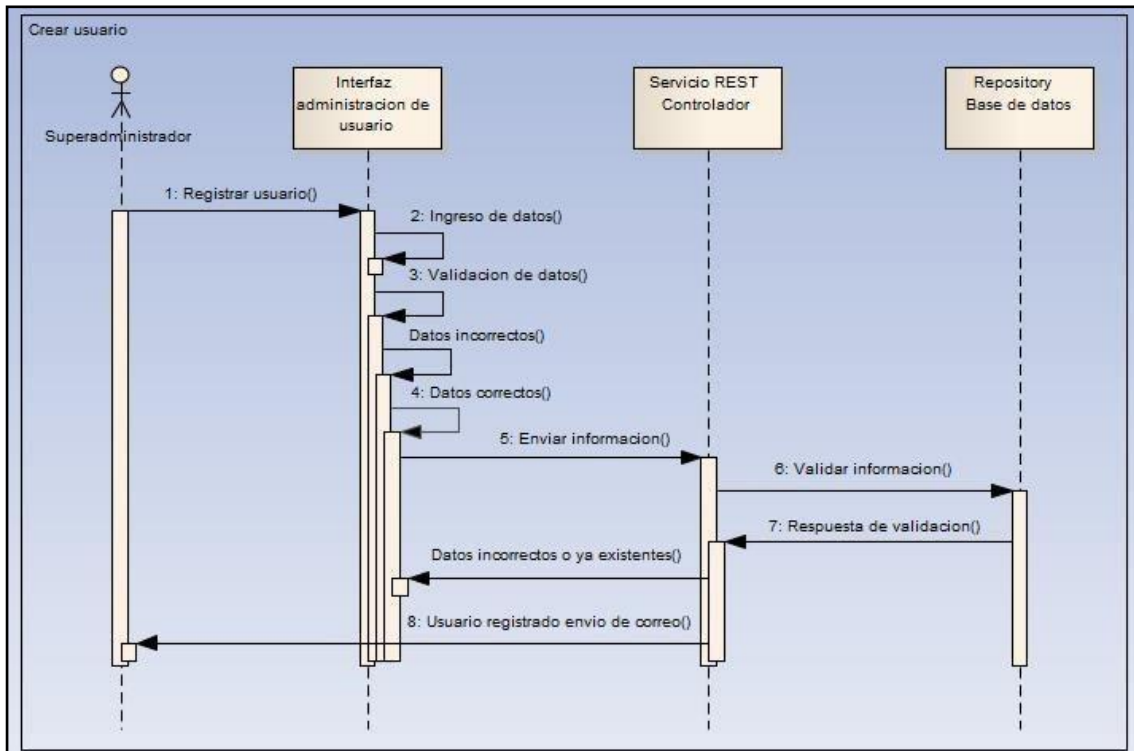 Crear usuario
Superadministrador
Interfaz
administracion de
usuario
Servicio REST
Controlador
Repository
Base de datos
1: Registrar usuario()
2: Ingreso de datos()
3: Validacion de datos()
Datos incorrectos()
4: Datos correctos()
5: Enviar informacion()
6: Validar informacion()
7: Respuesta de validacion()
Datos incorrectos o ya existentes()
8: Usuario registrado envio de correo()